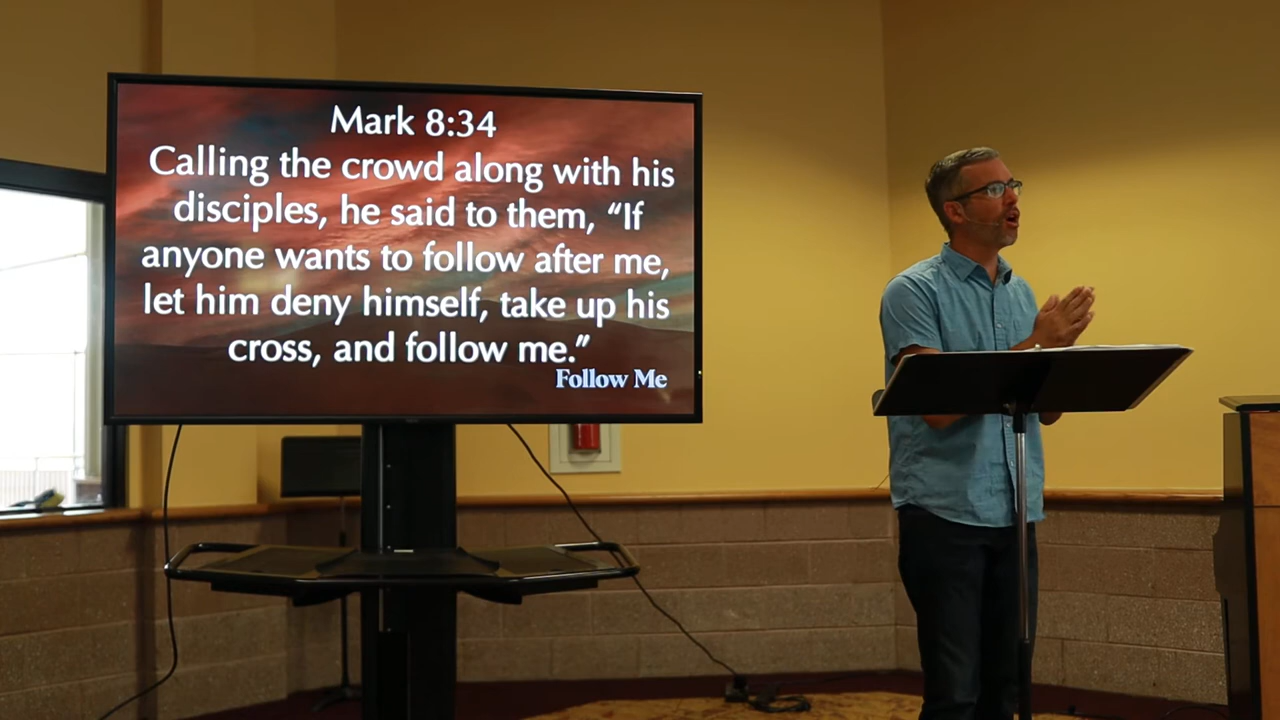 Mark 8:34
Calling the crowd along with his
disciples, he said to them, “If
anyone wants to follow after me,
let him deny himself, take up his
cross, and follow me.”
Follow Me